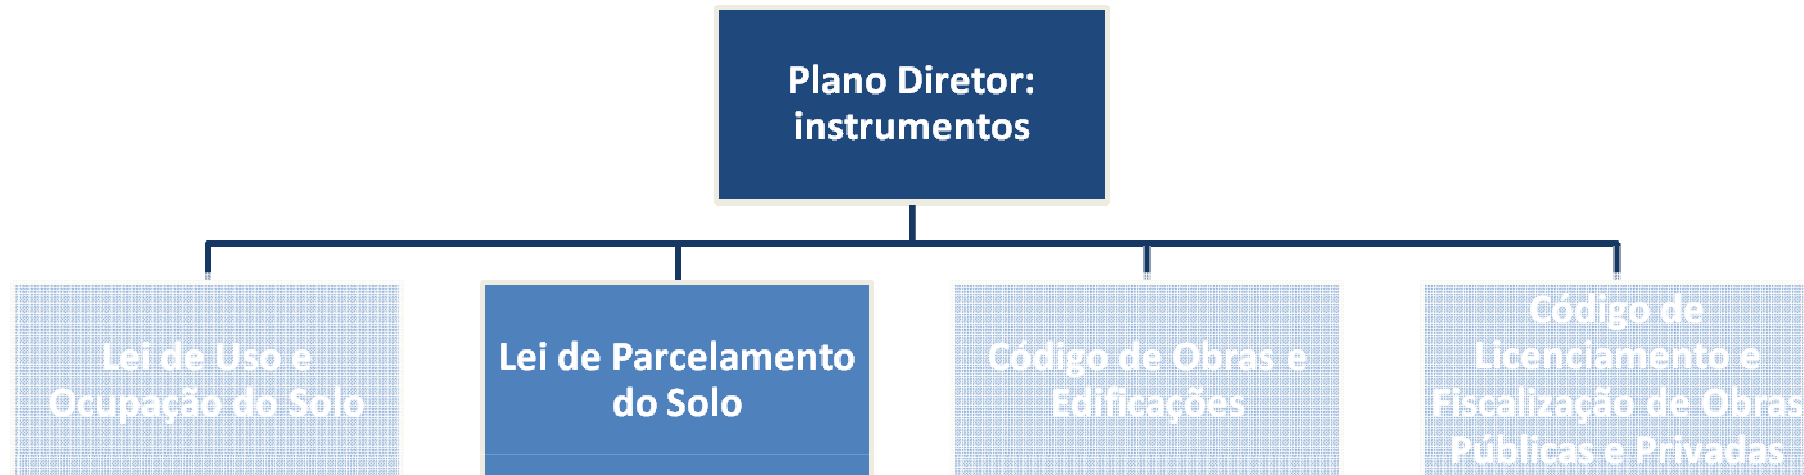 Plano Diretor:
instrumentos
Lei de Uso e
Ocupação do Solo
Lei de Parcelamento
do Solo
Código de Obras e
Edificações
Código de
Licenciamento e
Fiscalização de Obras
Públicas e Privadas